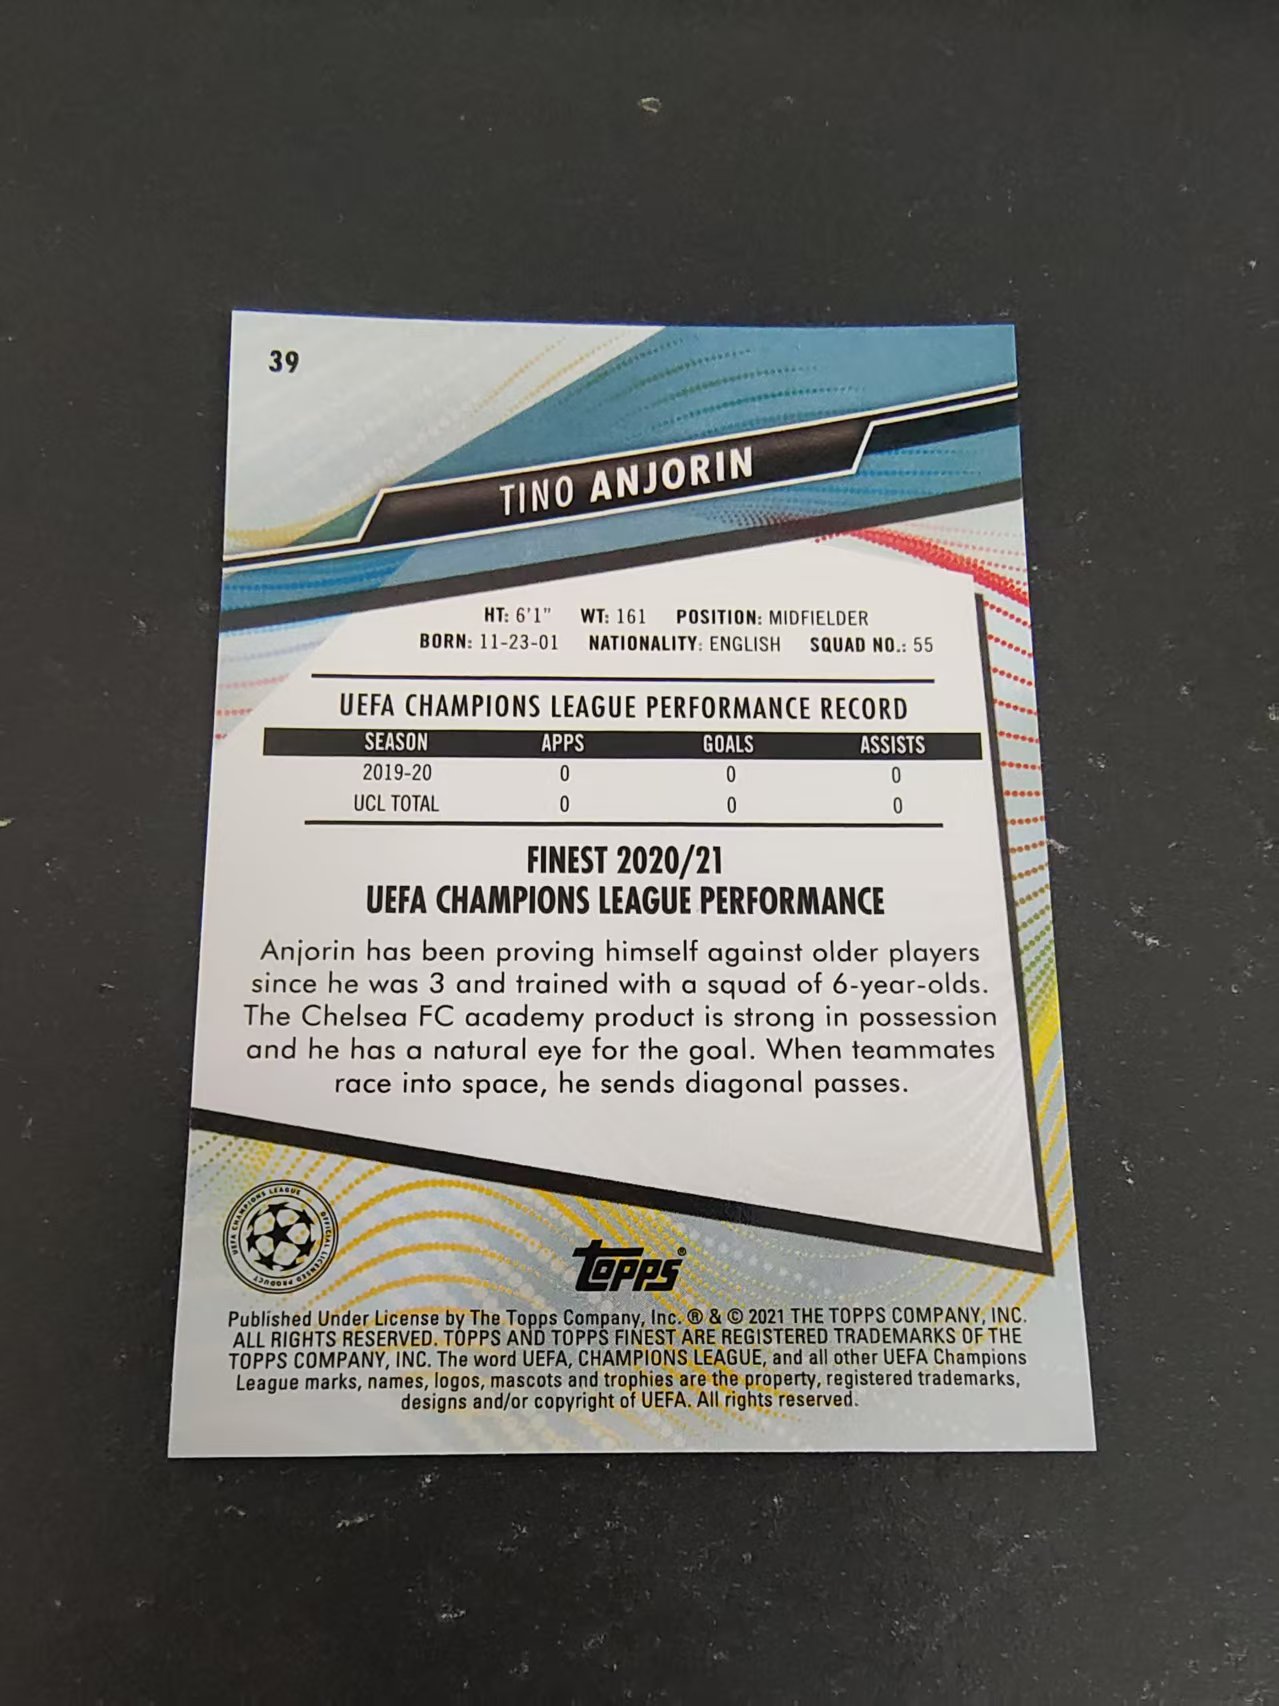 39
TINO ANJORIN
HT: 6'1" WT: 161 POSITION: MIDFIELDER
BORN: 11-23-01 NATIONALITY: ENGLISH SQUAD NO.: 55
UEFA CHAMPIONS LEAGUE PERFORMANCE RECORD
SEASON APPS GOALS ASSISTS
2019-20 0 0 0
UCL TOTAL 0 0 0
FINEST 2020/21
UEFA CHAMPIONS LEAGUE PERFORMANCE
Anjorin has been proving himself against older players
since he was 3 and trained with a squad of 6-year-olds.
The Chelsea FC academy product is strong in possession
and he has a natural eye for the goal. When teammates
race into space, he sends diagonal passes.
UEFA CHAMPIONS LEAGUE OFFICIAL LICENSED PRODUCT
Topps®
Published Under License by The Topps Company, Inc. ® & © 2021 THE TOPPS COMPANY, INC.
ALL RIGHTS RESERVED. TOPPS AND TOPPS FINEST ARE REGISTERED TRADEMARKS OF THE
TOPPS COMPANY, INC. The word UEFA, CHAMPIONS LEAGUE, and all other UEFA Champions
League marks, names, logos, mascots and trophies are the property, registered trademarks,
designs and/or copyright of UEFA. All rights reserved.